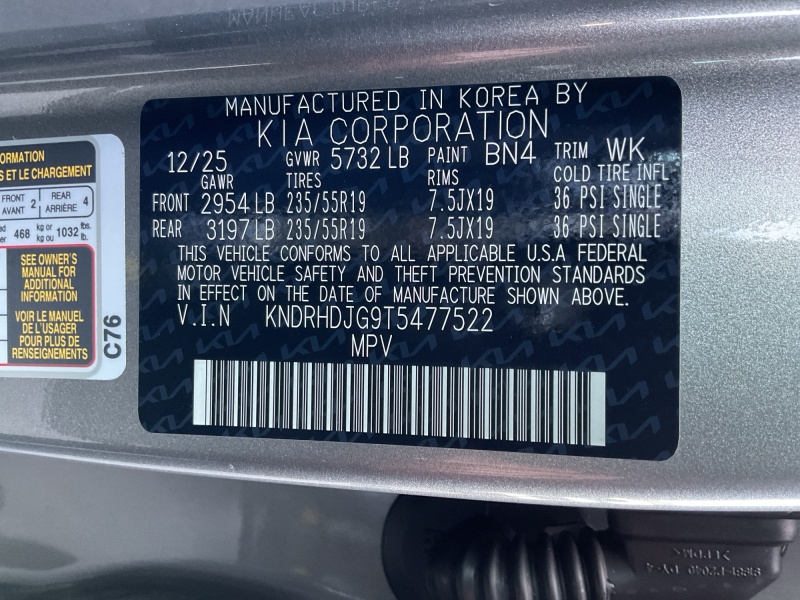 MANUFACTURED IN KOREA BY
KIA CORPORATION
12/25 GVWR 5732 LB PAINT BN4 TRIM WK
GAWR TIRES RIMS COLD TIRE INFL
FRONT 2954 LB 235/55R19 7.5JX19 36 PSI SINGLE
REAR 3197 LB 235/55R19 7.5JX19 36 PSI SINGLE
THIS VEHICLE CONFORMS TO ALL APPLICABLE U.S.A FEDERAL
MOTOR VEHICLE SAFETY AND THEFT PREVENTION STANDARDS
IN EFFECT ON THE DATE OF MANUFACTURE SHOWN ABOVE.
V.I.N KNDRHDJG9T5477522
MPV
ORMATION
S ET LE CHARGEMENT
FRONT AVANT 2 REAR ARRIÈRE 4
468 kg or kg ou 1032 lbs. lb.
SEE OWNER'S
MANUAL FOR
ADDITIONAL
INFORMATION
VOIR LE MANUEL
DE L'USAGER
POUR PLUS DE
RENSEIGNEMENTS
C76